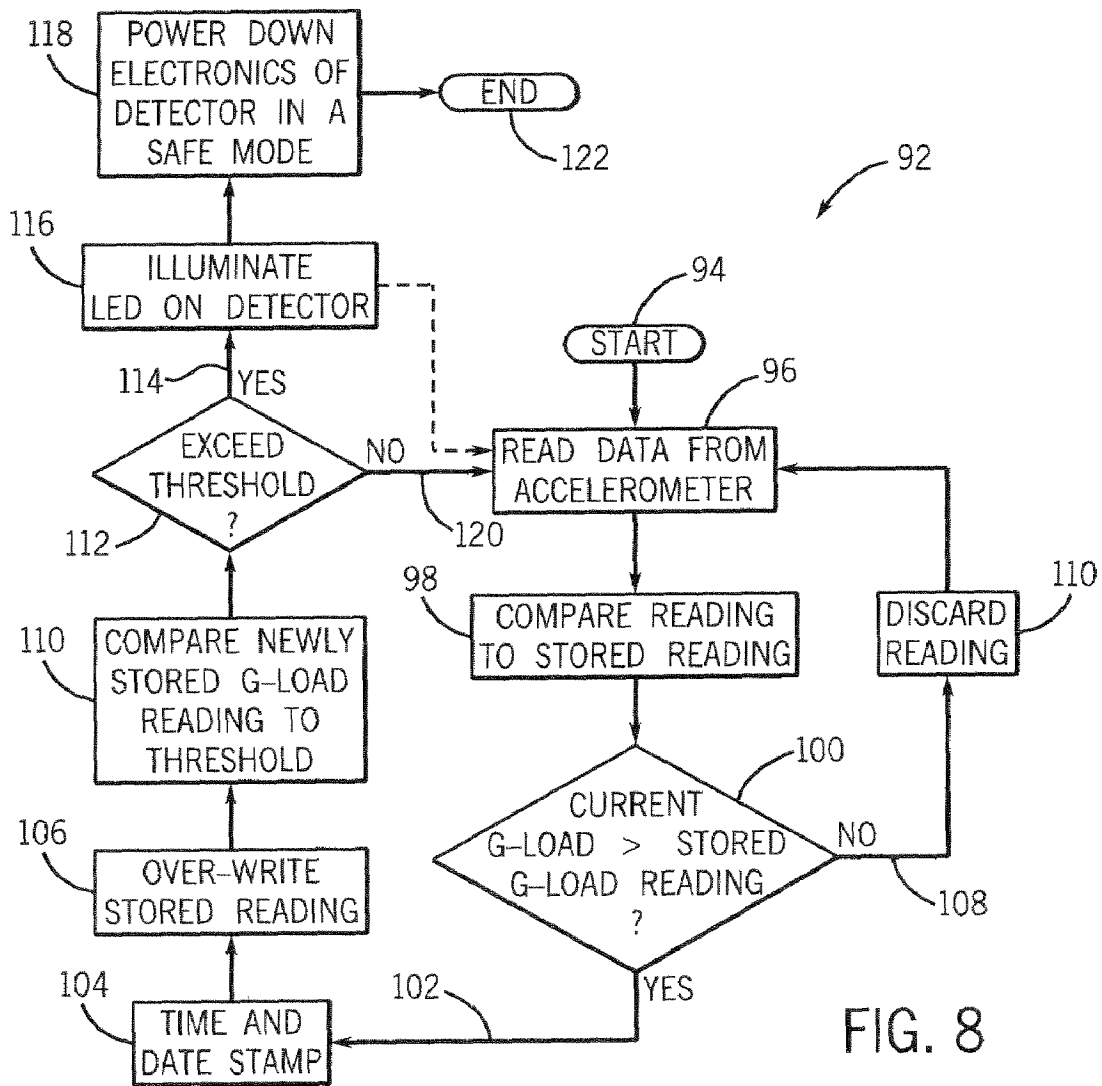 118
POWER DOWN
ELECTRONICS OF
DETECTOR IN A
SAFE MODE
END
122
92
116
ILLUMINATE
LED ON DETECTOR
94
START
114
YES
96
EXCEED
THRESHOLD
?
NO
READ DATA FROM
ACCELEROMETER
112
120
98
COMPARE READING
TO STORED READING
110
DISCARD
READING
110
COMPARE NEWLY
STORED G-LOAD
READING TO
THRESHOLD
100
CURRENT
G-LOAD > STORED
G-LOAD READING
?
NO
108
106
OVER-WRITE
STORED READING
YES
102
104
TIME AND
DATE STAMP
FIG. 8